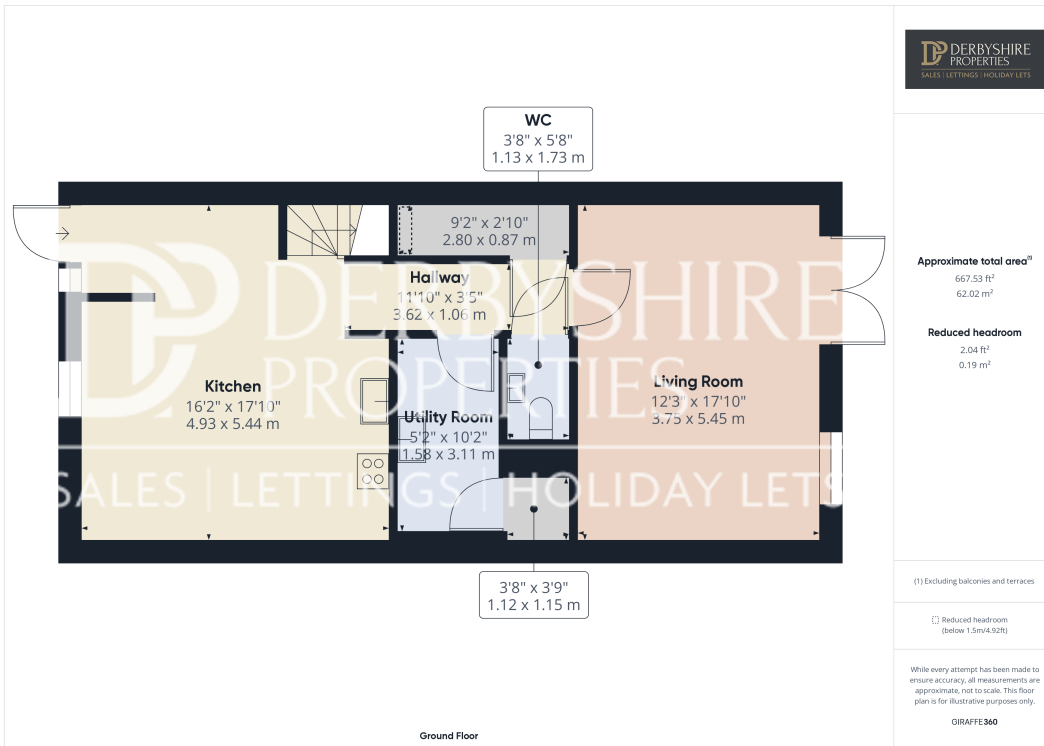 WC
3'8" x 5'8"
1.13 x 1.73 m
9'2" x 2'10"
2.80 x 0.87 m
Hallway
11'10" x 3'5"
3.62 x 1.06 m
Kitchen
16'2" x 17'10"
4.93 x 5.44 m
Utility Room
5'2" x 10'2"
1.58 x 3.11 m
Living Room
12'3" x 17'10"
3.75 x 5.45 m
3'8" x 3'9"
1.12 x 1.15 m
Ground Floor
DERBYSHIRE
PROPERTIES
SALES | LETTINGS | HOLIDAY LETS
DERBYSHIRE
PROPERTIES
SALES | LETTINGS | HOLIDAY LETS
Approximate total area(1)
667.53 ft²
62.02 m²
Reduced headroom
2.04 ft²
0.19 m²
(1) Excluding balconies and terraces
Reduced headroom
(below 1.5m/4.92ft)
While every attempt has been made to
ensure accuracy, all measurements are
approximate, not to scale. This floor
plan is for illustrative purposes only.
GIRAFFE360